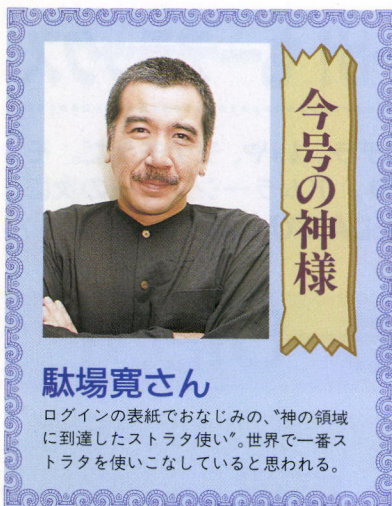 今号の神様
駄場寛さん
ログインの表紙でおなじみの、〝神の領域
に到達したストラタ使い〟。世界で一番ス
トラタを使いこなしていると思われる。